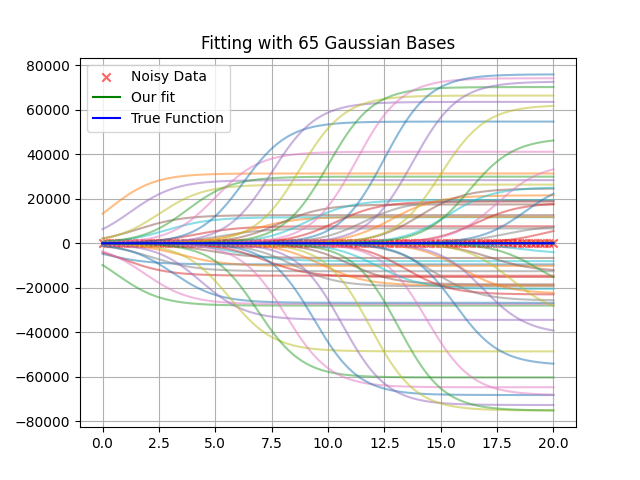 Fitting with 65 Gaussian Bases
80000
60000
40000
20000
0
−20000
−40000
−60000
−80000
Noisy Data
Our fit
True Function
0.0 2.5 5.0 7.5 10.0 12.5 15.0 17.5 20.0